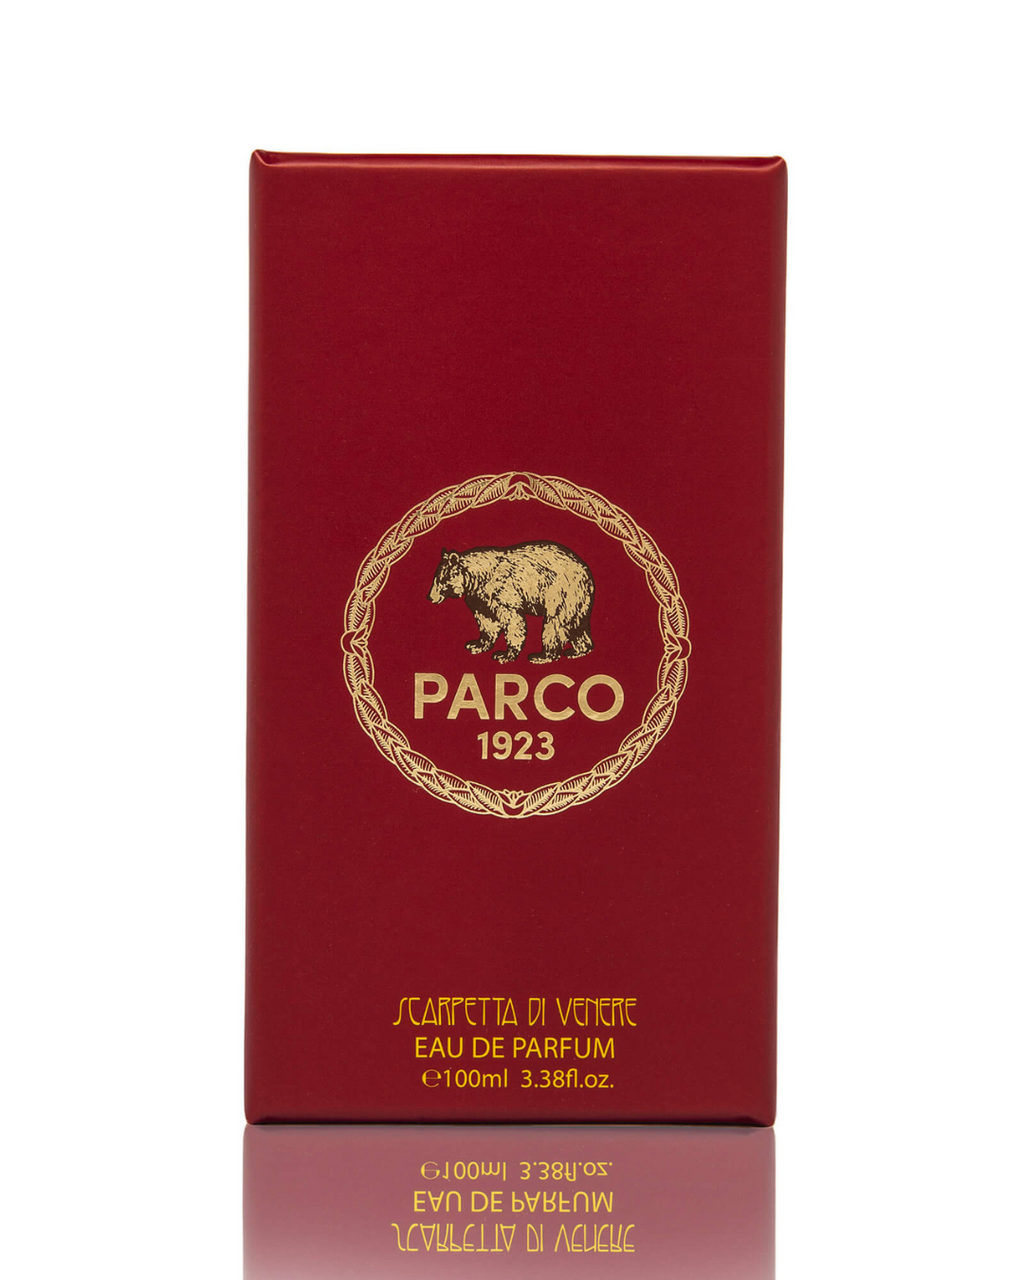 PARCO
1923
SCARPETTA DI VENERE
EAU DE PARFUM
℮100ml 3.38fl.oz.